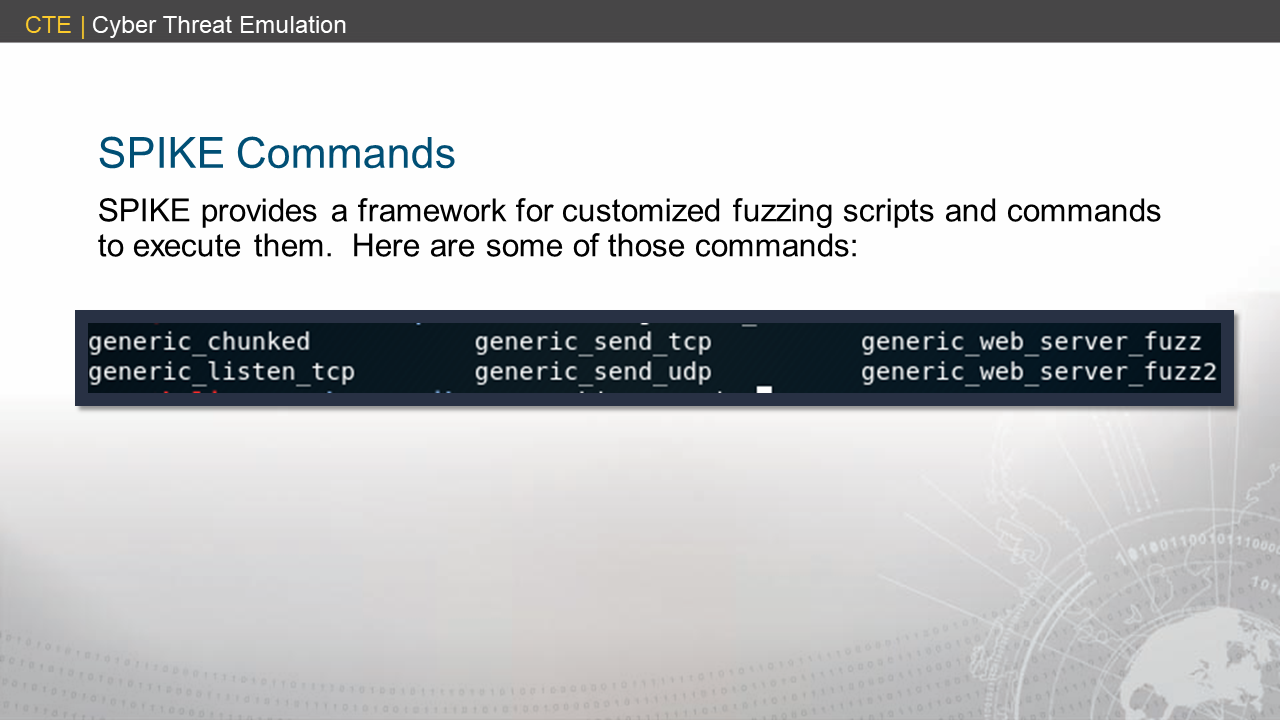 CTE | Cyber Threat Emulation
SPIKE Commands
SPIKE provides a framework for customized fuzzing scripts and commands
to execute them. Here are some of those commands:
generic_chunked generic_send_tcp generic_web_server_fuzz
generic_listen_tcp generic_send_udp generic_web_server_fuzz2